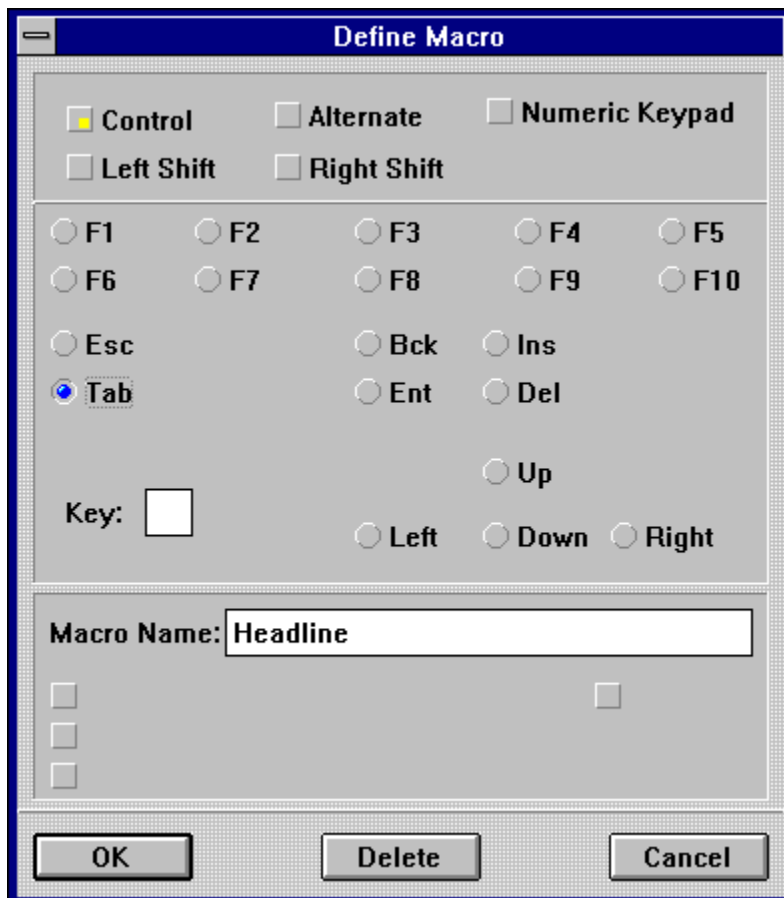 Define Macro
Control Alternate Numeric Keypad
Left Shift Right Shift
F1 F2 F3 F4 F5
F6 F7 F8 F9 F10
Esc Bck Ins
Tab Ent Del
Up
Key:
Left Down Right
Macro Name: Headline
OK Delete Cancel